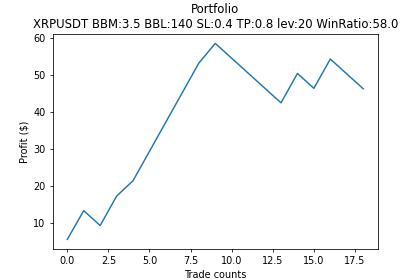 Portfolio
XRPUSDT BBM:3.5 BBL:140 SL:0.4 TP:0.8 lev:20 WinRatio:58.0
60
50
40
30
20
10
Profit ($)
0.0 2.5 5.0 7.5 10.0 12.5 15.0 17.5
Trade counts